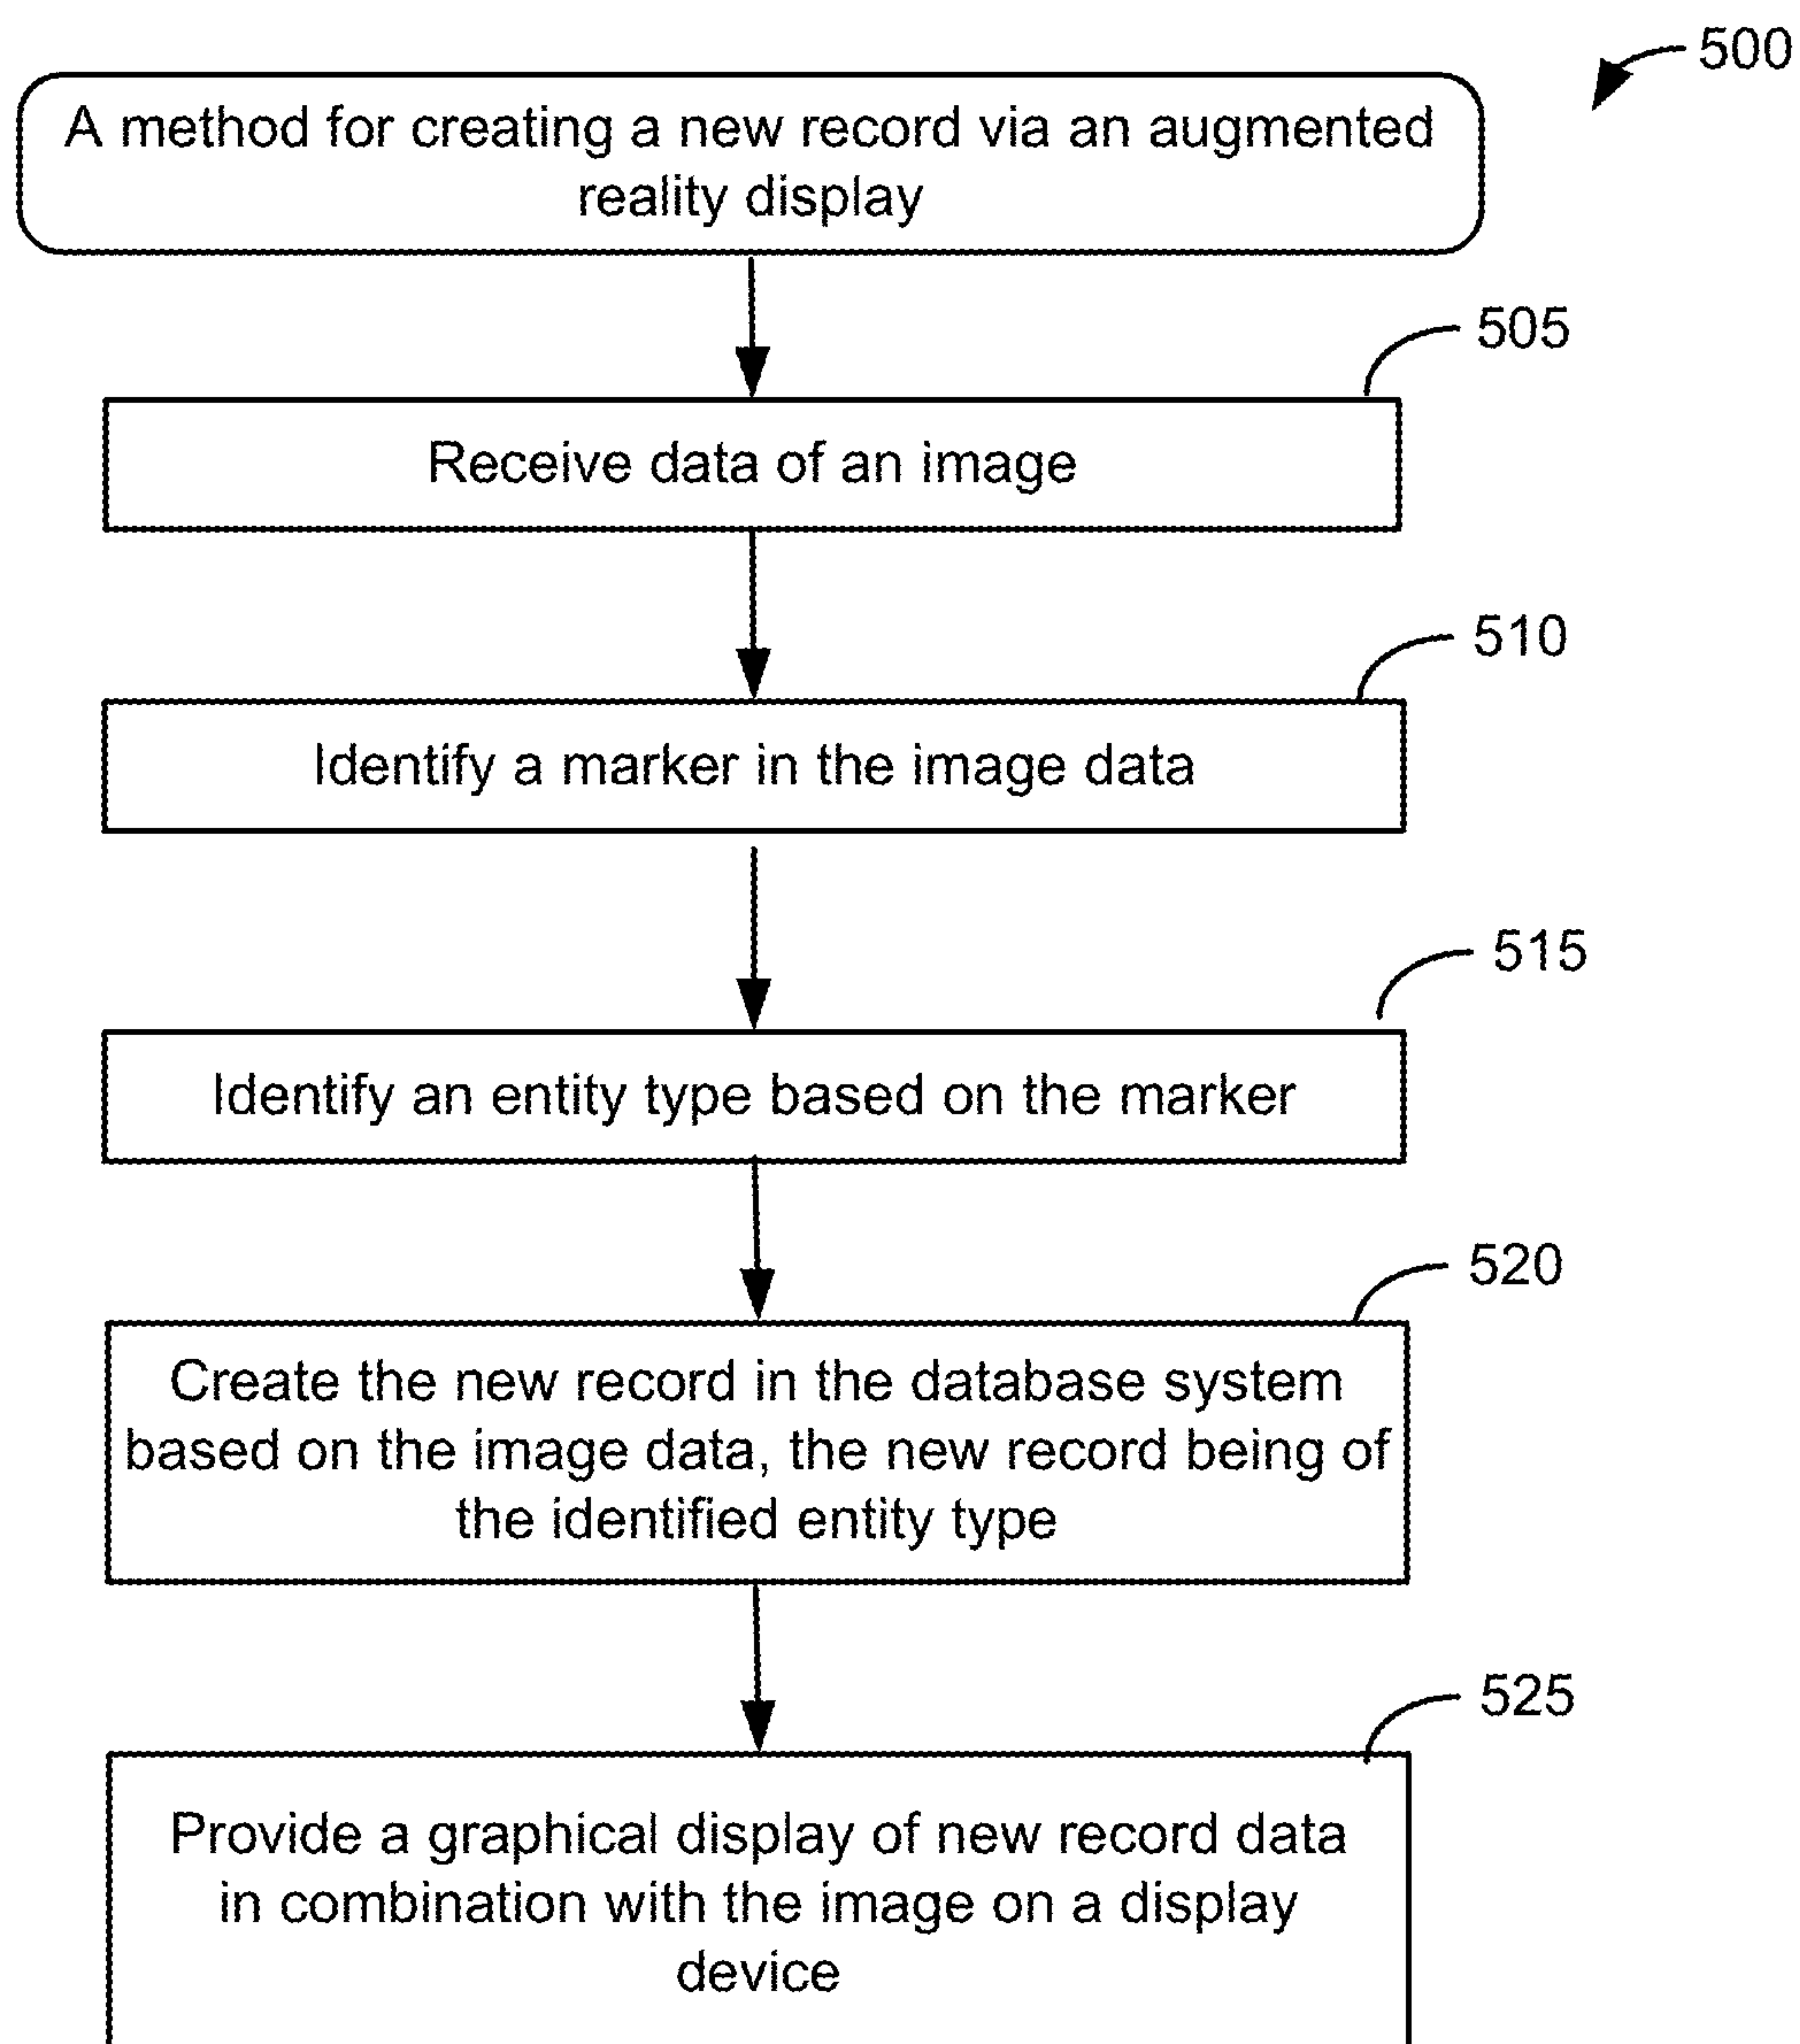 500
A method for creating a new record via an augmented
reality display
505
Receive data of an image
510
Identify a marker in the image data
515
Identify an entity type based on the marker
520
Create the new record in the database system
based on the image data, the new record being of
the identified entity type
525
Provide a graphical display of new record data
in combination with the image on a display
device